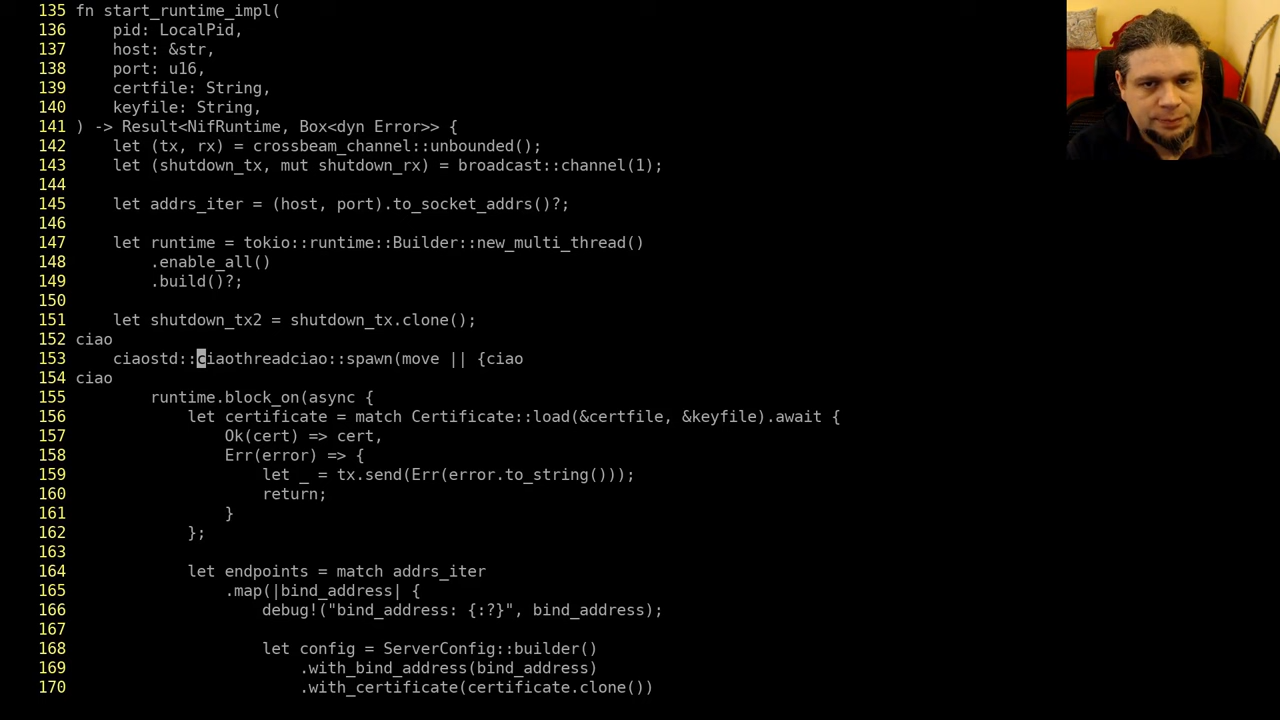 135 fn start_runtime_impl(
136     pid: LocalPid,
137     host: &str,
138     port: u16,
139     certfile: String,
140     keyfile: String,
141 ) -> Result<NifRuntime, Box<dyn Error>> {
142     let (tx, rx) = crossbeam_channel::unbounded();
143     let (shutdown_tx, mut shutdown_rx) = broadcast::channel(1);
144
145     let addrs_iter = (host, port).to_socket_addrs()?;
146
147     let runtime = tokio::runtime::Builder::new_multi_thread()
148         .enable_all()
149         .build()?;
150
151     let shutdown_tx2 = shutdown_tx.clone();
152 ciao
153     ciaostd::ciaothreadciao::spawn(move || {ciao
154 ciao
155         runtime.block_on(async {
156             let certificate = match Certificate::load(&certfile, &keyfile).await {
157                 Ok(cert) => cert,
158                 Err(error) => {
159                     let _ = tx.send(Err(error.to_string()));
160                     return;
161                 }
162             };
163
164             let endpoints = match addrs_iter
165                 .map(|bind_address| {
166                     debug!("bind_address: {:?}", bind_address);
167
168                     let config = ServerConfig::builder()
169                         .with_bind_address(bind_address)
170                         .with_certificate(certificate.clone())